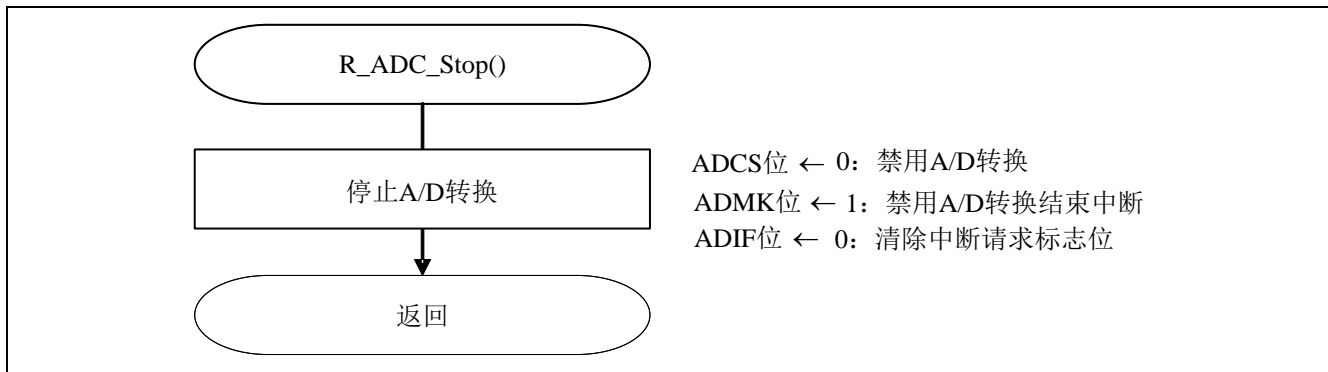 R_ADC_Stop()
停止A/D转换
ADCS位 ← 0：禁用A/D转换
ADMK位 ← 1：禁用A/D转换结束中断
ADIF位 ← 0：清除中断请求标志位
返回